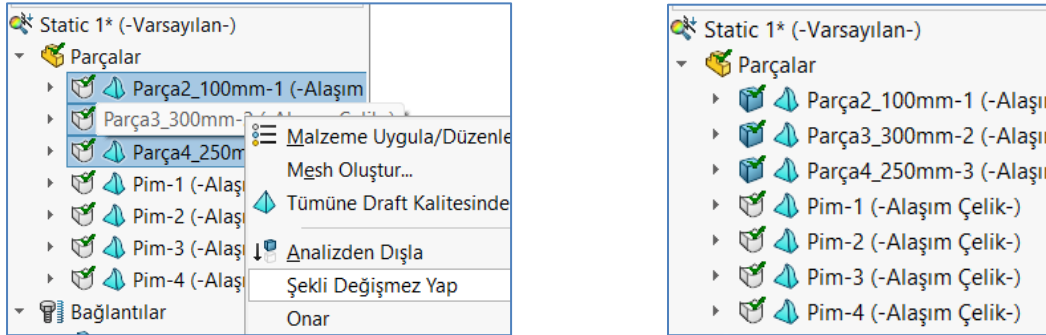 Static 1* (-Varsayılan-)
Parçalar
Parça2_100mm-1 (-Alaşım
Parça3_300mm-2
Parça4_250m
Pim-1 (-Alaşı
Pim-2 (-Alaşı
Pim-3 (-Alaşı
Pim-4 (-Alaşı
Bağlantılar
Malzeme Uygula/Düzenle
Mesh Oluştur...
Tümüne Draft Kalitesinde
Analizden Dışla
Şekli Değişmez Yap
Onar
Static 1* (-Varsayılan-)
Parçalar
Parça2_100mm-1 (-Alaşı
Parça3_300mm-2 (-Alaşı
Parça4_250mm-3 (-Alaşı
Pim-1 (-Alaşım Çelik-)
Pim-2 (-Alaşım Çelik-)
Pim-3 (-Alaşım Çelik-)
Pim-4 (-Alaşım Çelik-)